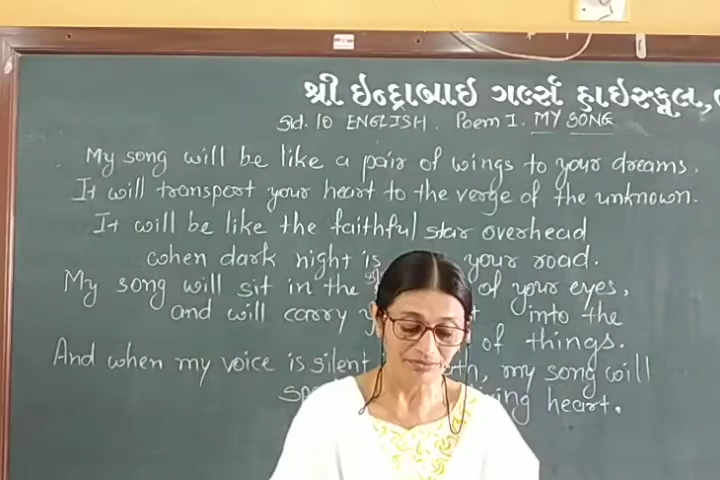 શ્રી ઇન્દ્રાબાઇ ગર્લ્સ હાઇસ્કૂલ,
Sd. 10 ENGLISH. Poem 1. MY SONG
My song will be like a pair of wings to your dreams.
It will transport your heart to the verge of the unknown.
It will be like the faithful star overhead
when dark night is your road.
My song will sit in the of your eyes,
and will carry into the
of things.
And when my voice is silent my song will
heart.